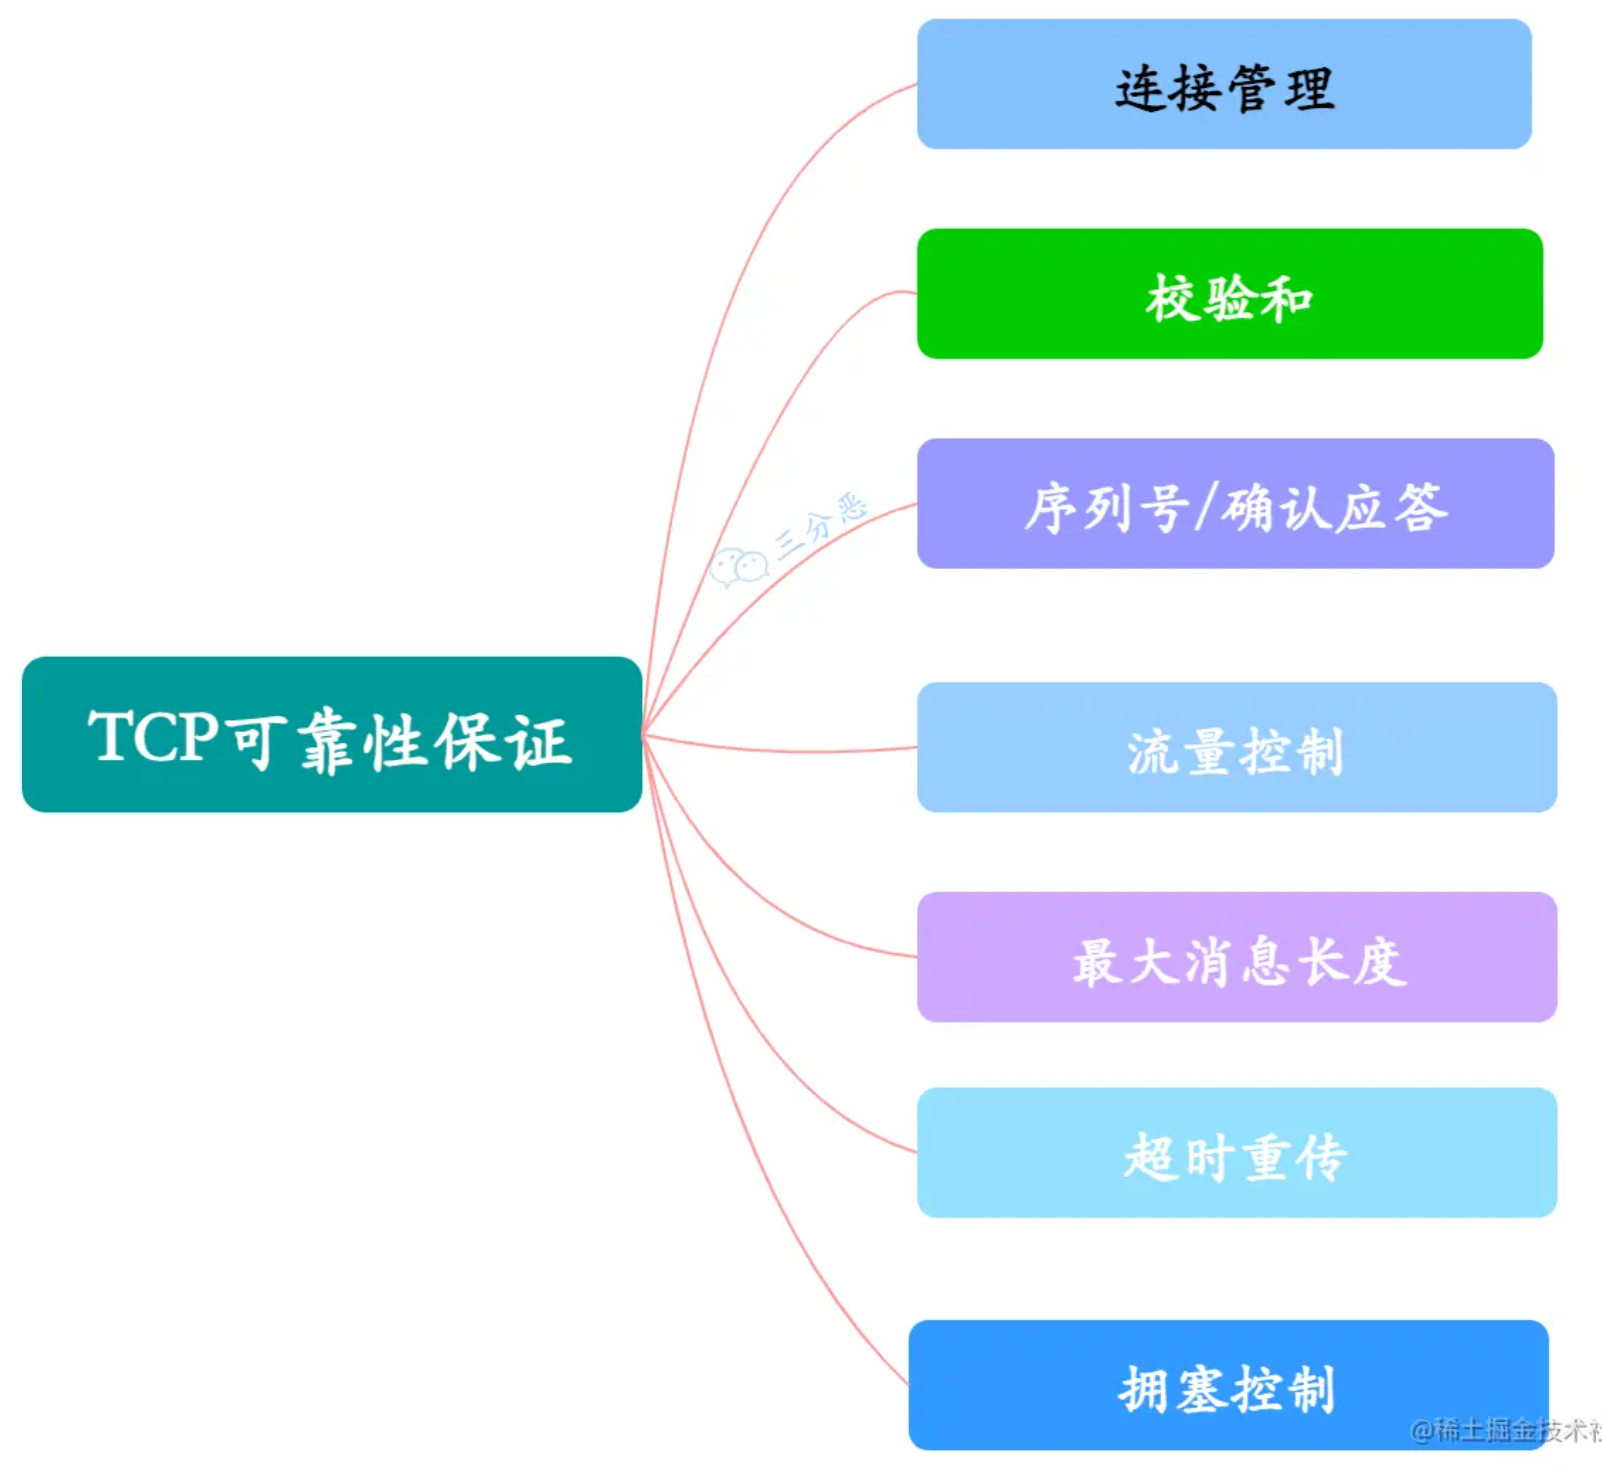 连接管理
校验和
序列号/确认应答
三分恶
TCP可靠性保证
流量控制
最大消息长度
超时重传
拥塞控制
@稀土掘金技术社